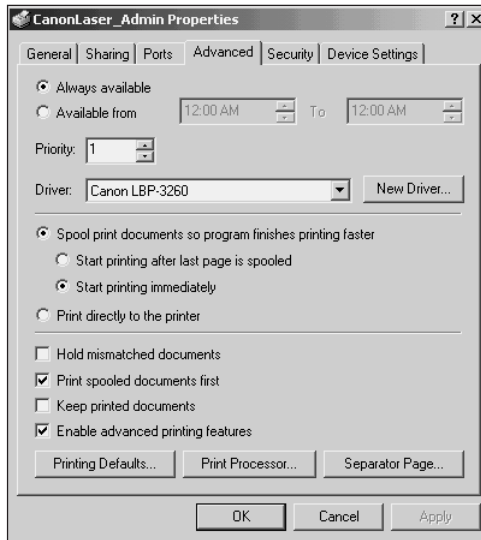 CanonLaser_Admin Properties
General Sharing Ports Advanced Security Device Settings
Always available
Available from 12:00 AM To 12:00 AM
Priority: 1
Driver: Canon LBP-3260 New Driver...
Spool print documents so program finishes printing faster
Start printing after last page is spooled
Start printing immediately
Print directly to the printer
Hold mismatched documents
Print spooled documents first
Keep printed documents
Enable advanced printing features
Printing Defaults... Print Processor... Separator Page...
OK Cancel Apply